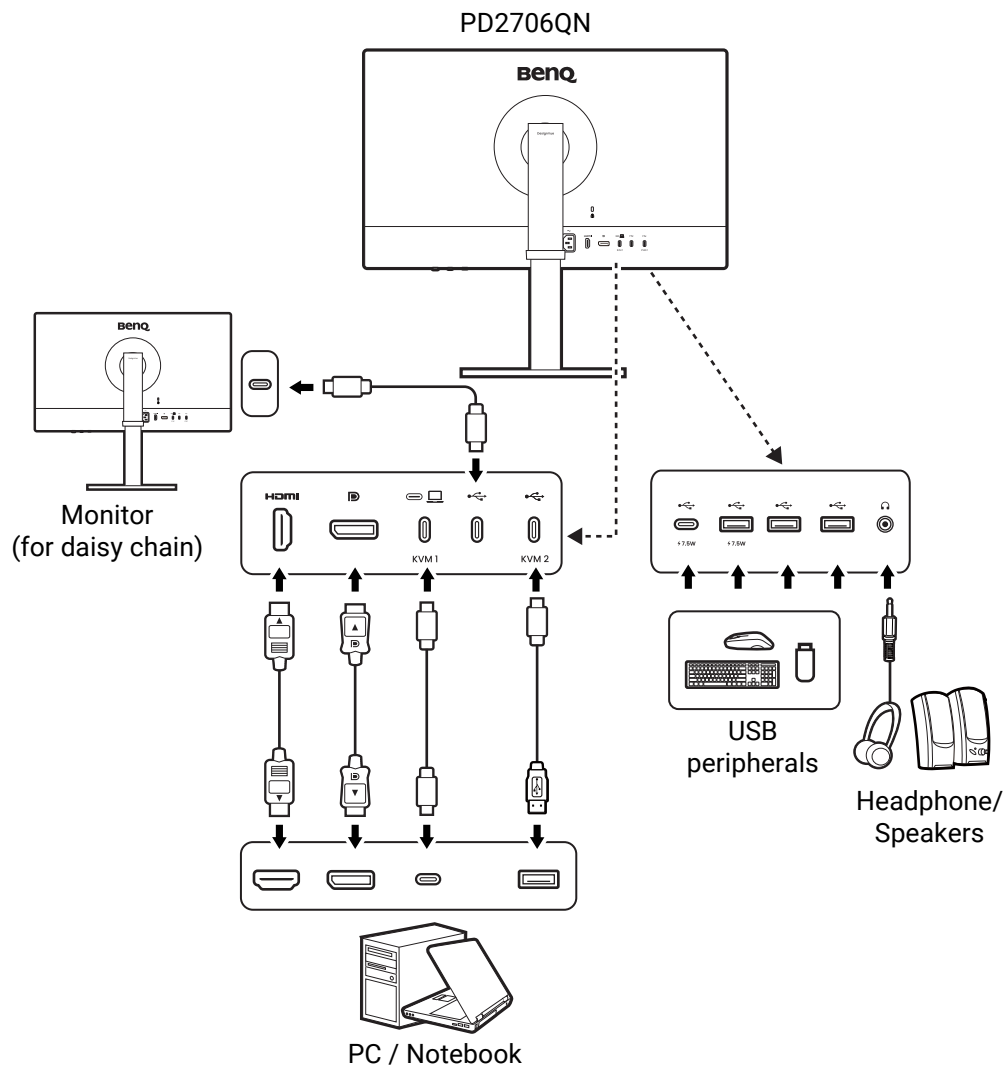 PD2706QN
BenQ
BenQ
Monitor
(for daisy chain)
HDMI
KVM 1
KVM 2
7.5W
7.5W
USB
peripherals
Headphone/
Speakers
PC / Notebook